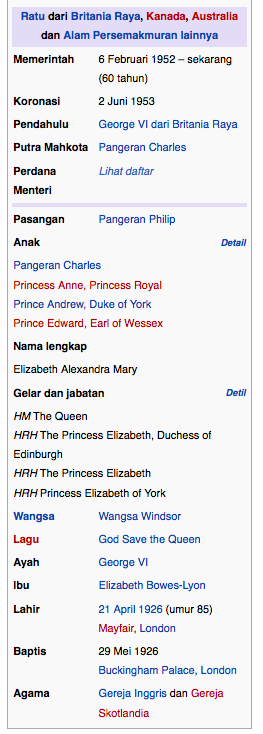 Ratu dari Britania Raya, Kanada, Australia
dan Alam Persemakmuran lainnya
Memerintah 6 Februari 1952 – sekarang
(60 tahun)
Koronasi 2 Juni 1953
Pendahulu George VI dari Britania Raya
Putra Mahkota Pangeran Charles
Perdana Lihat daftar
Menteri
Pasangan Pangeran Philip
Anak Detail
Pangeran Charles
Princess Anne, Princess Royal
Prince Andrew, Duke of York
Prince Edward, Earl of Wessex
Nama lengkap
Elizabeth Alexandra Mary
Gelar dan jabatan Detil
HM The Queen
HRH The Princess Elizabeth, Duchess of
Edinburgh
HRH The Princess Elizabeth
HRH Princess Elizabeth of York
Wangsa Wangsa Windsor
Lagu God Save the Queen
Ayah George VI
Ibu Elizabeth Bowes-Lyon
Lahir 21 April 1926 (umur 85)
Mayfair, London
Baptis 29 Mei 1926
Buckingham Palace, London
Agama Gereja Inggris dan Gereja
Skotlandia